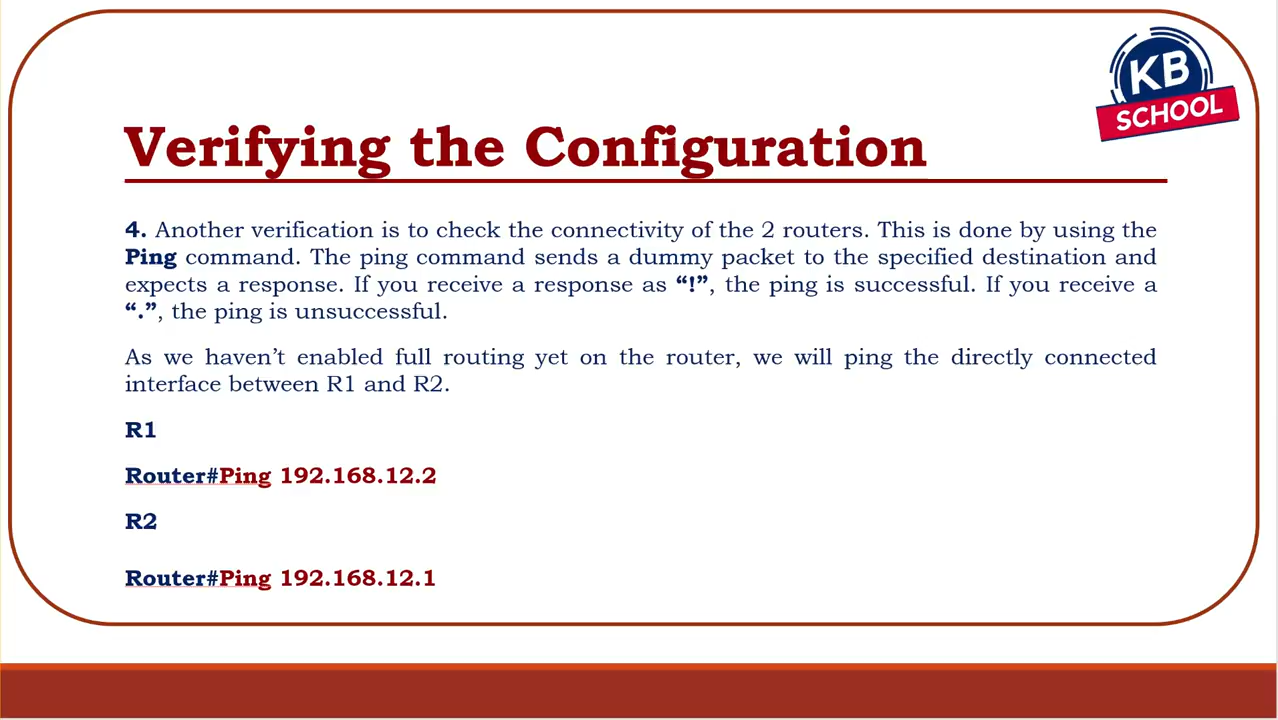 KB
SCHOOL
Verifying the Configuration
4. Another verification is to check the connectivity of the 2 routers. This is done by using the
Ping command. The ping command sends a dummy packet to the specified destination and
expects a response. If you receive a response as “!”, the ping is successful. If you receive a
“.”, the ping is unsuccessful.
As we haven’t enabled full routing yet on the router, we will ping the directly connected
interface between R1 and R2.
R1
Router#Ping 192.168.12.2
R2
Router#Ping 192.168.12.1